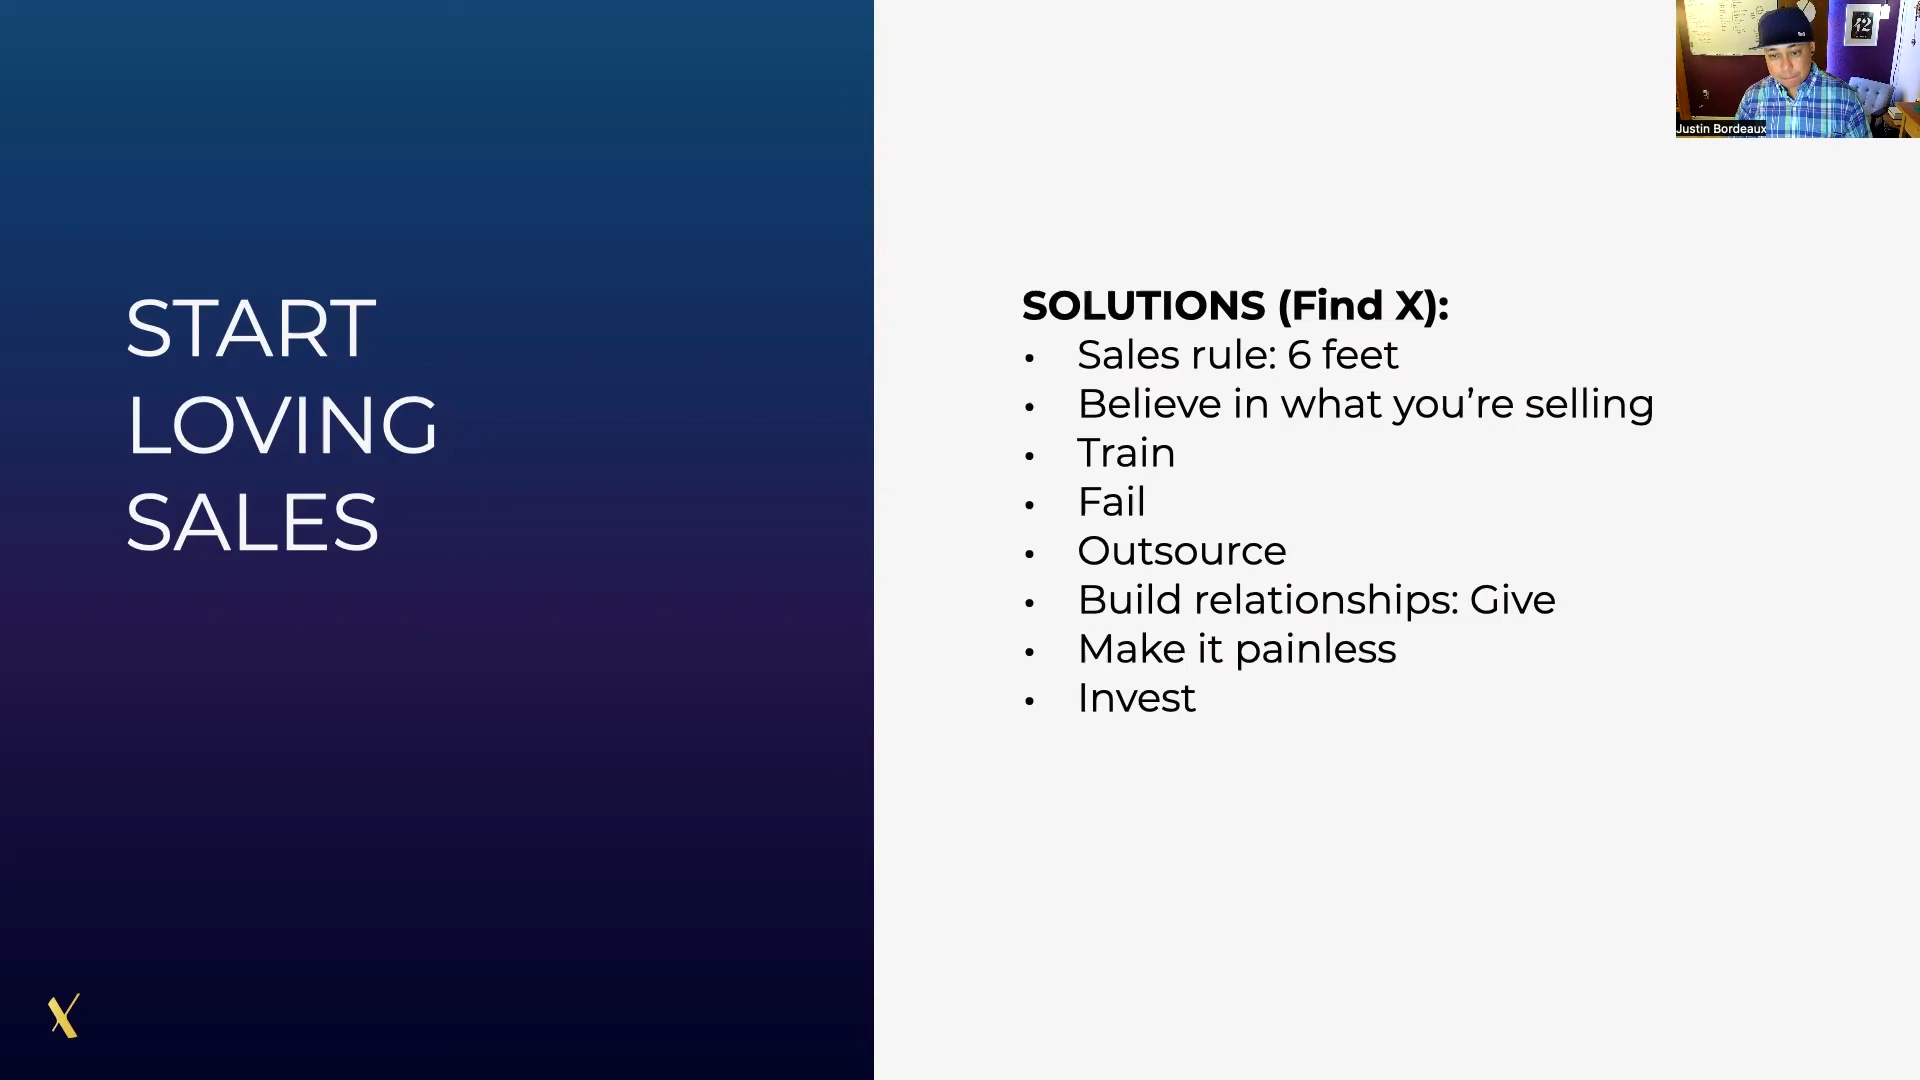 START
LOVING
SALES
SOLUTIONS (Find X):
• Sales rule: 6 feet
• Believe in what you’re selling
• Train
• Fail
• Outsource
• Build relationships: Give
• Make it painless
• Invest
X
42
Justin Bordeaux